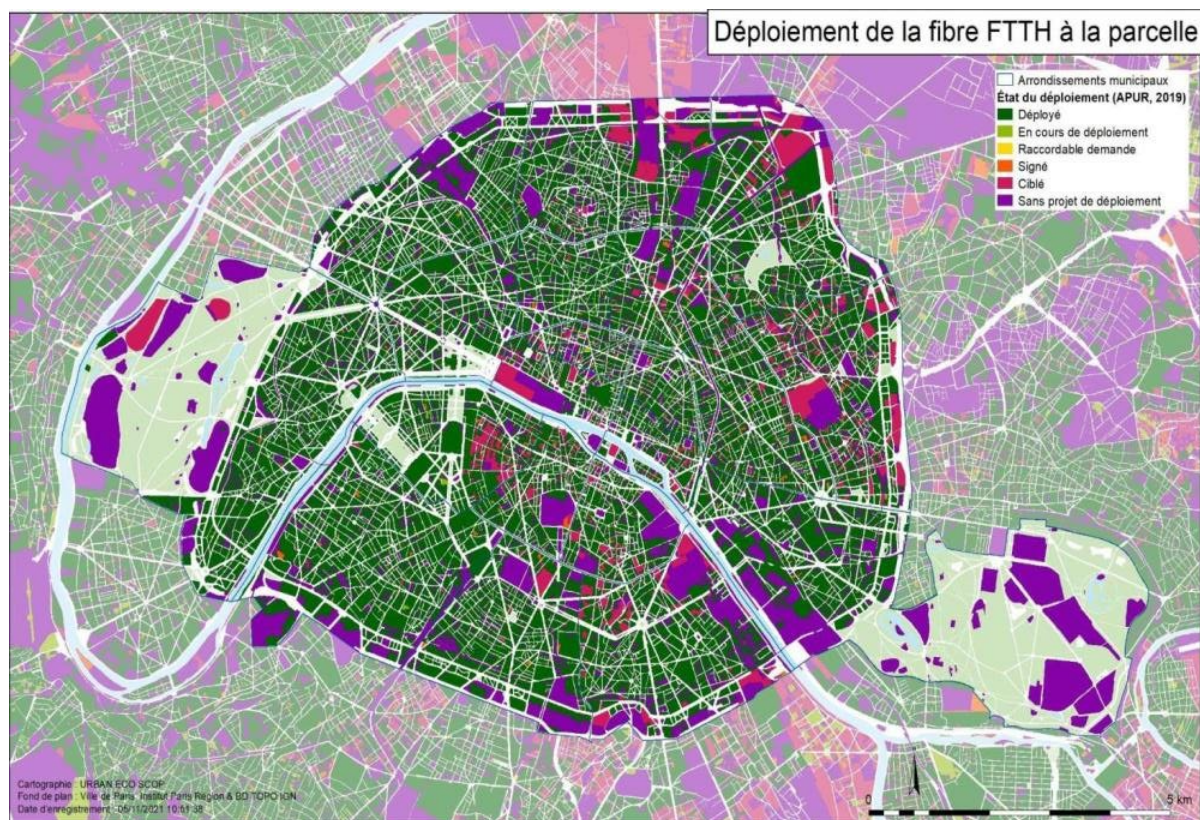 Déploiement de la fibre FTTH à la parcelle
Arrondissements municipaux
État du déploiement (APUR, 2019)
Déployé
En cours de déploiement
Raccordable demande
Signé
Ciblé
Sans projet de déploiement
Cartographie : URBAN ECO SCOP
Fond de plan : Ville de Paris, Institut Paris Région & BD TOPO IGN
Date d'enregistrement : 05/11/2021 10:51:38
0
5 km